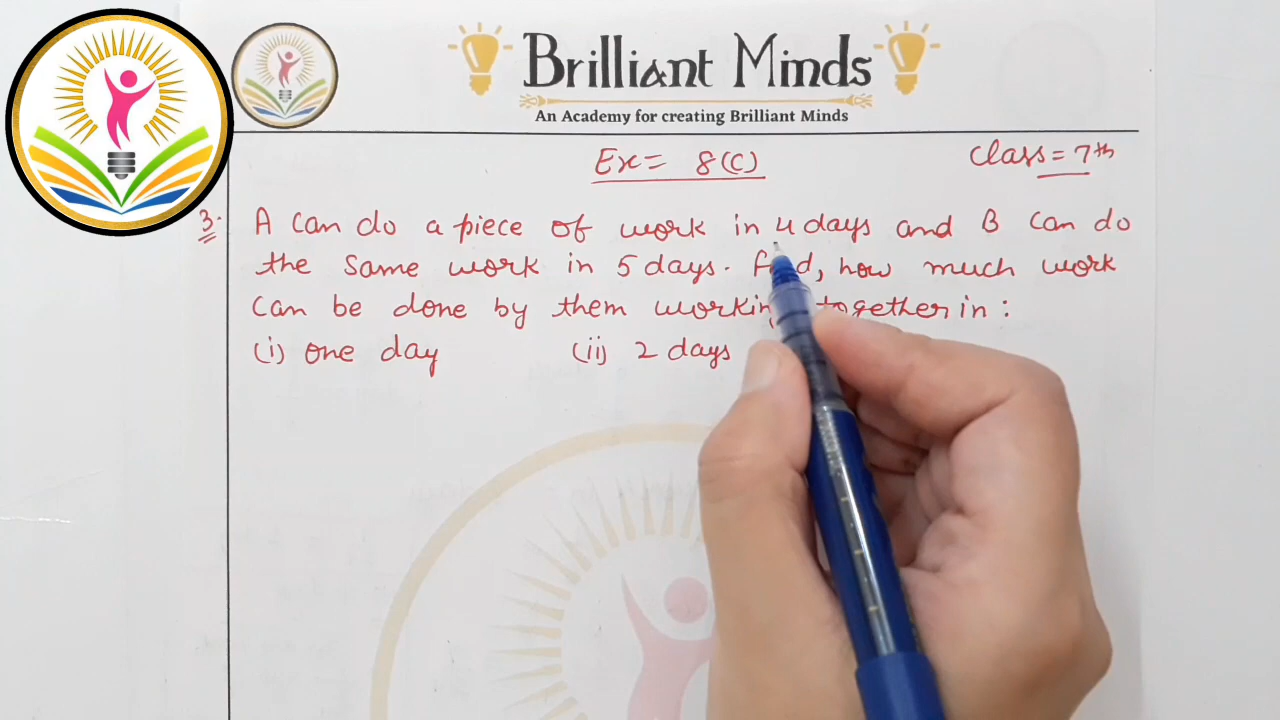 Brilliant Minds
An Academy for creating Brilliant Minds
Ex = 8(C)
Class = 7th
3. A can do a piece of work in 4 days and B can do
the same work in 5 days. , how much work
can be done by them together in :
(i) one day (ii) 2 days